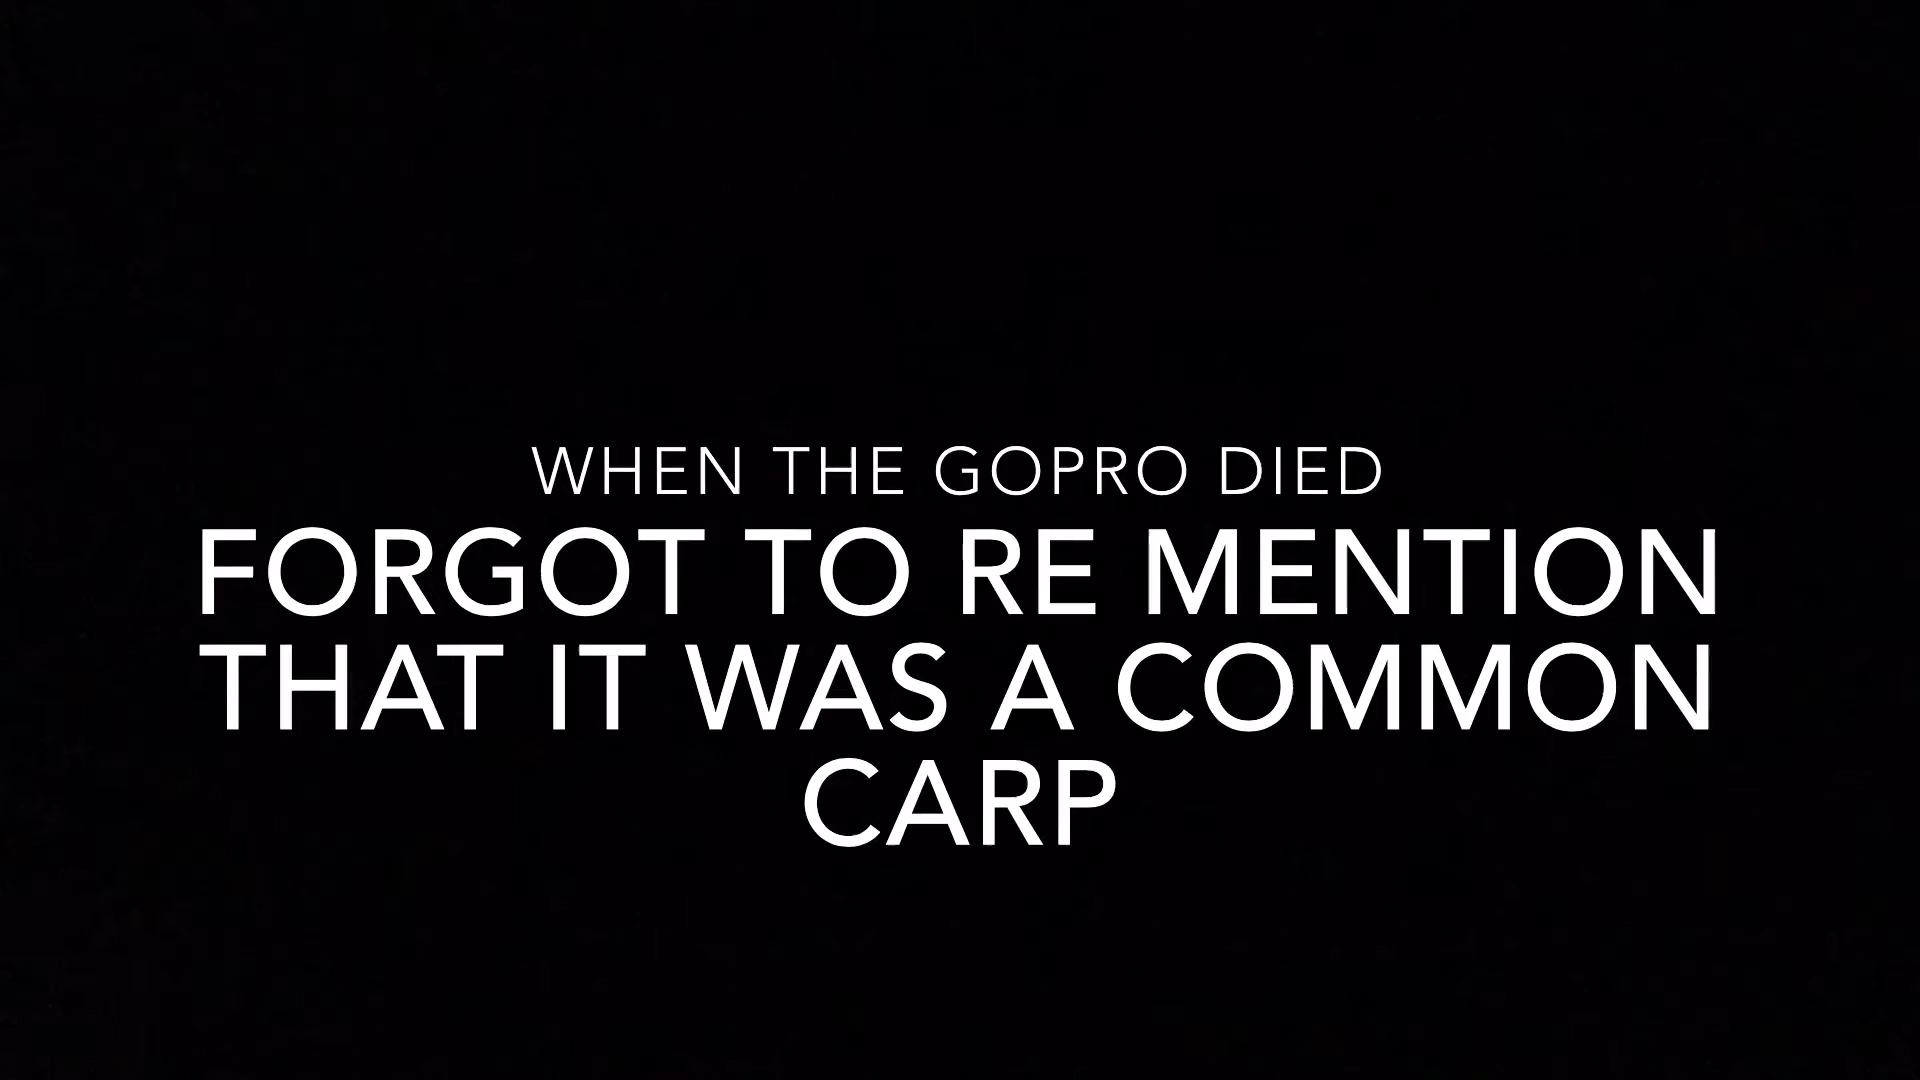 WHEN THE GOPRO DIED
FORGOT TO RE MENTION
THAT IT WAS A COMMON
CARP